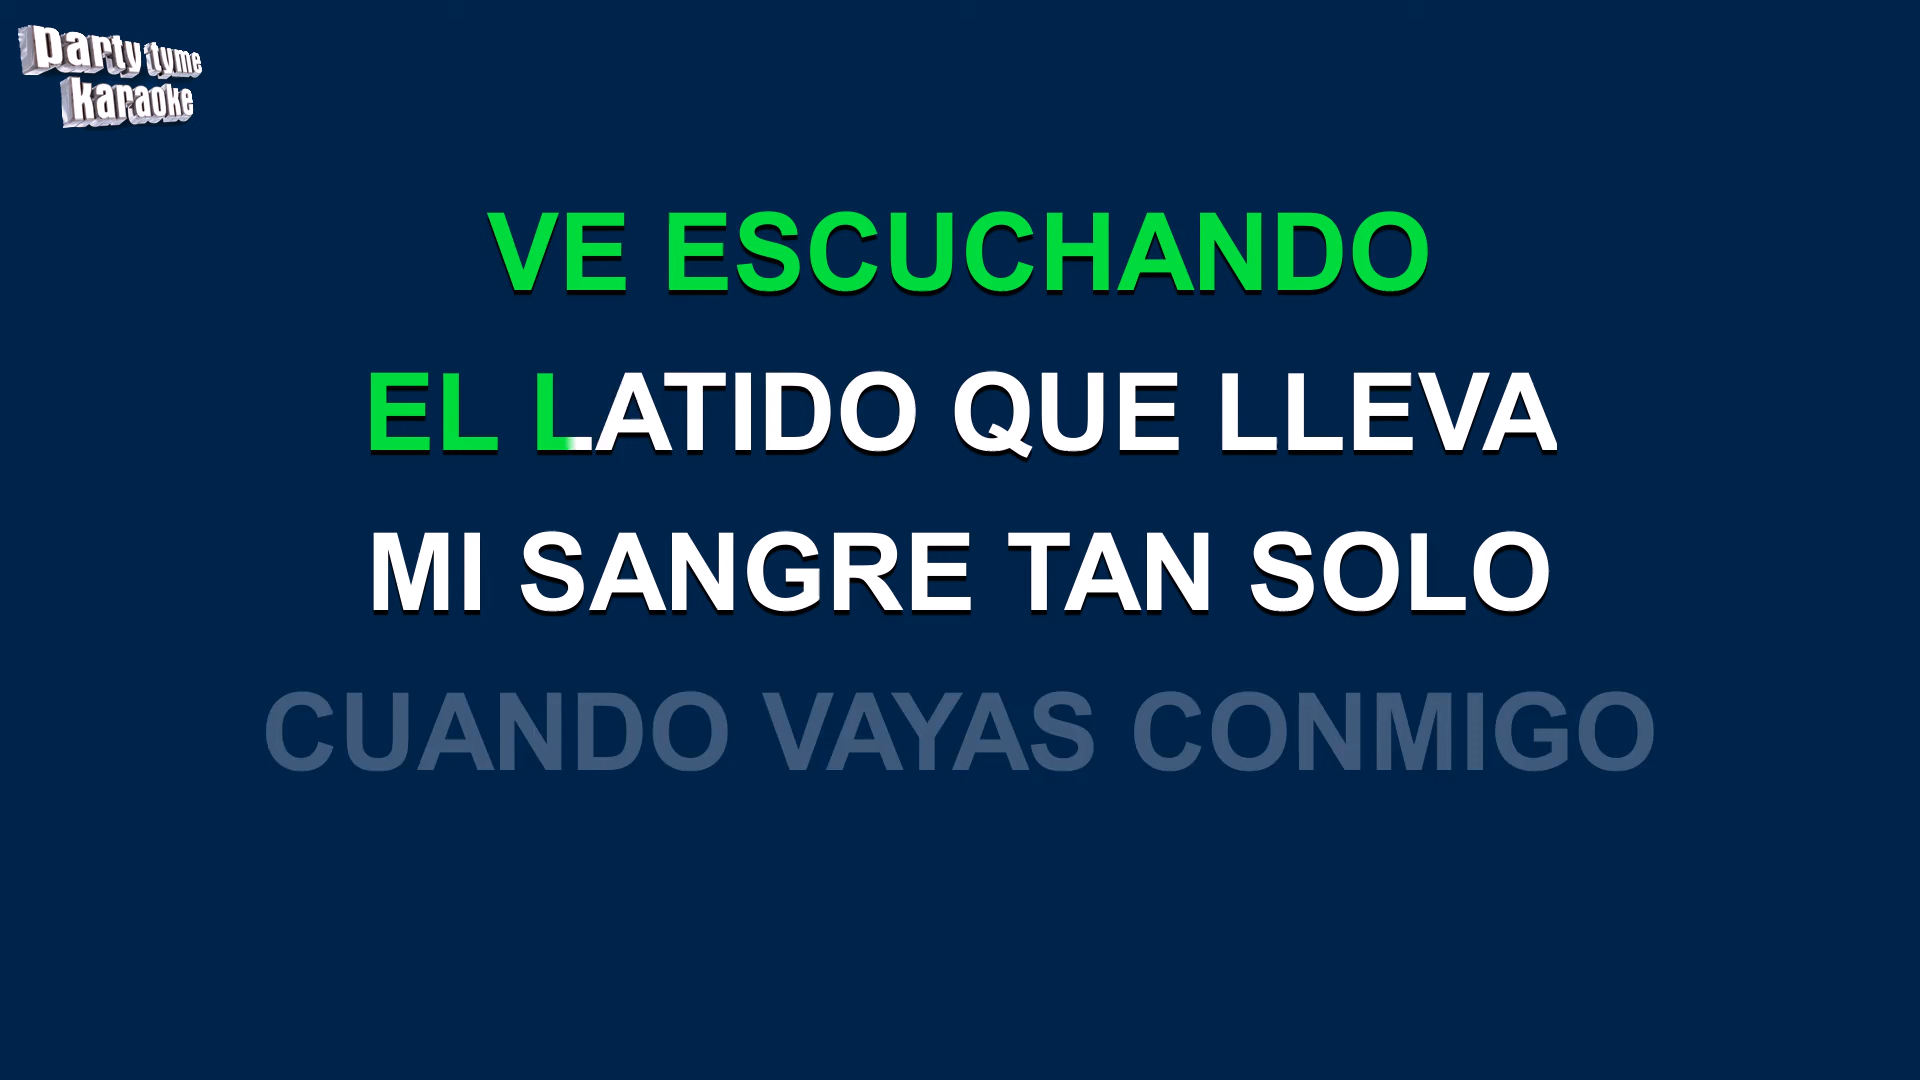 party tyme
karaoke
VE ESCUCHANDO
EL LATIDO QUE LLEVA
MI SANGRE TAN SOLO
CUANDO VAYAS CONMIGO